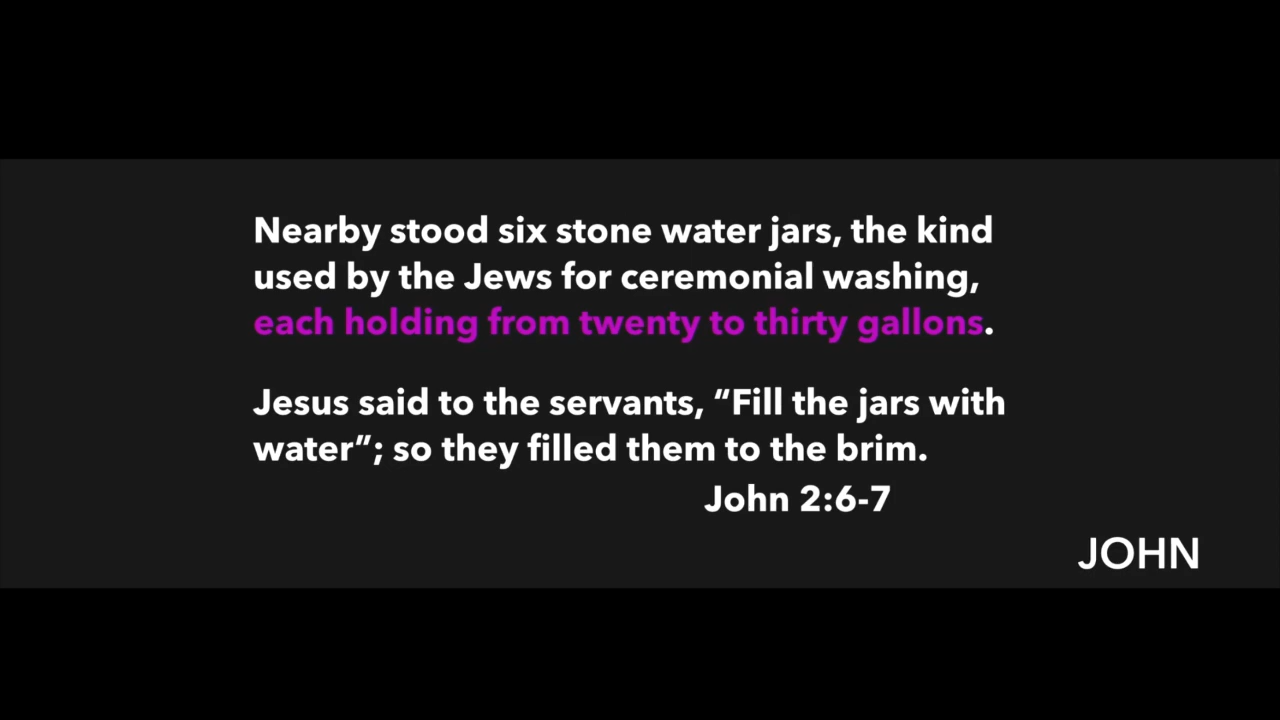 Nearby stood six stone water jars, the kind
used by the Jews for ceremonial washing,
each holding from twenty to thirty gallons.
Jesus said to the servants, “Fill the jars with
water”; so they filled them to the brim.
John 2:6-7
JOHN